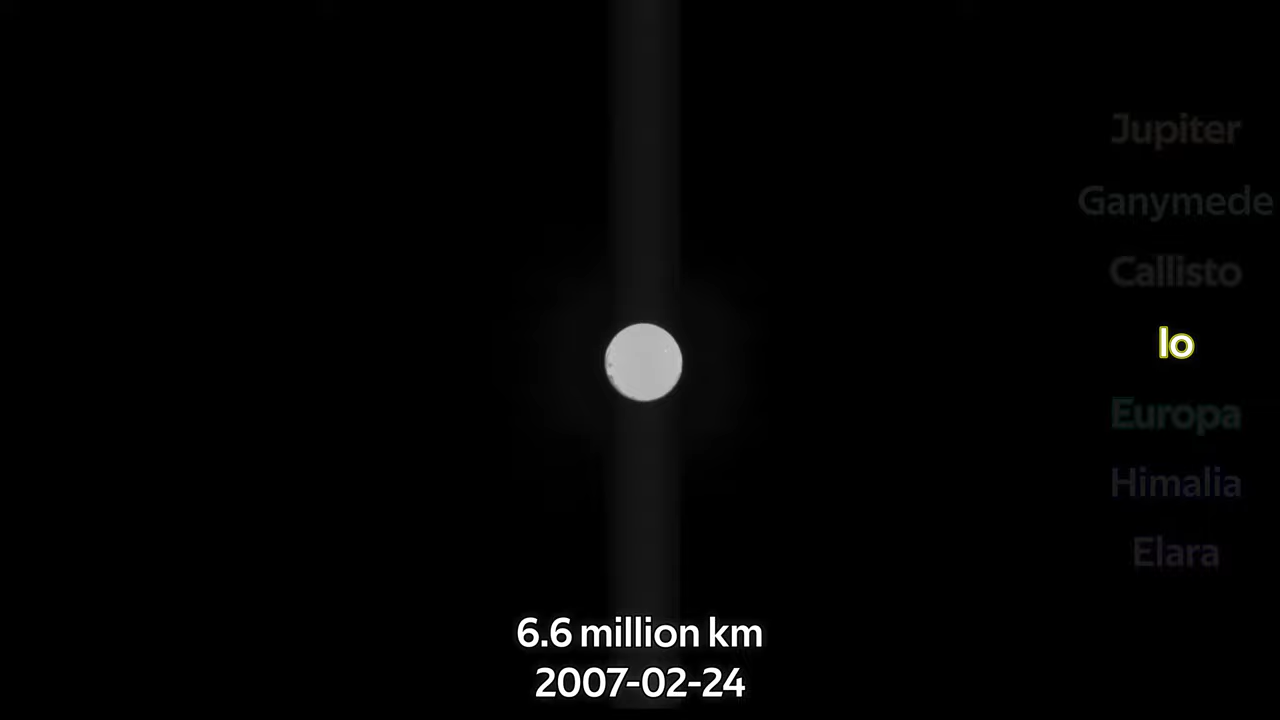 Jupiter
Ganymede
Callisto
Io
Europa
Himalia
Elara
6.6 million km
2007-02-24